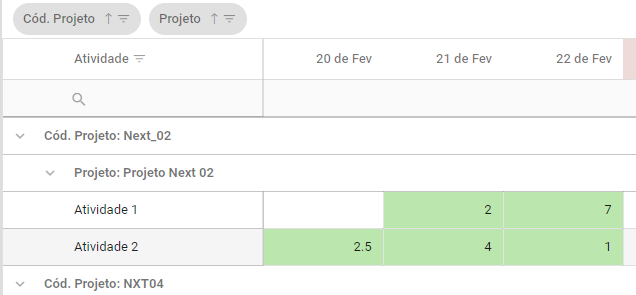 Cód. Projeto Projeto
Atividade 20 de Fev 21 de Fev 22 de Fev
Cód. Projeto: Next_02
Projeto: Projeto Next 02
Atividade 1 2 7
Atividade 2 2.5 4 1
Cód. Projeto: NXT04